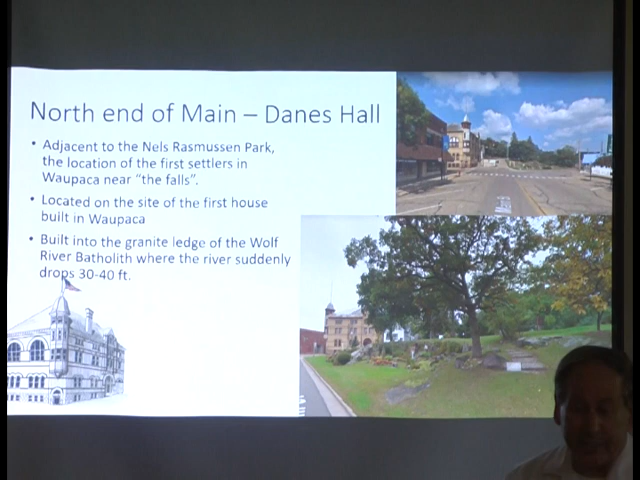 North end of Main – Danes Hall
• Adjacent to the Nels Rasmussen Park,
the location of the first settlers in
Waupaca near "the falls".
• Located on the site of the first house
built in Waupaca
• Built into the granite ledge of the Wolf
River Batholith where the river suddenly
drops 30-40 ft.